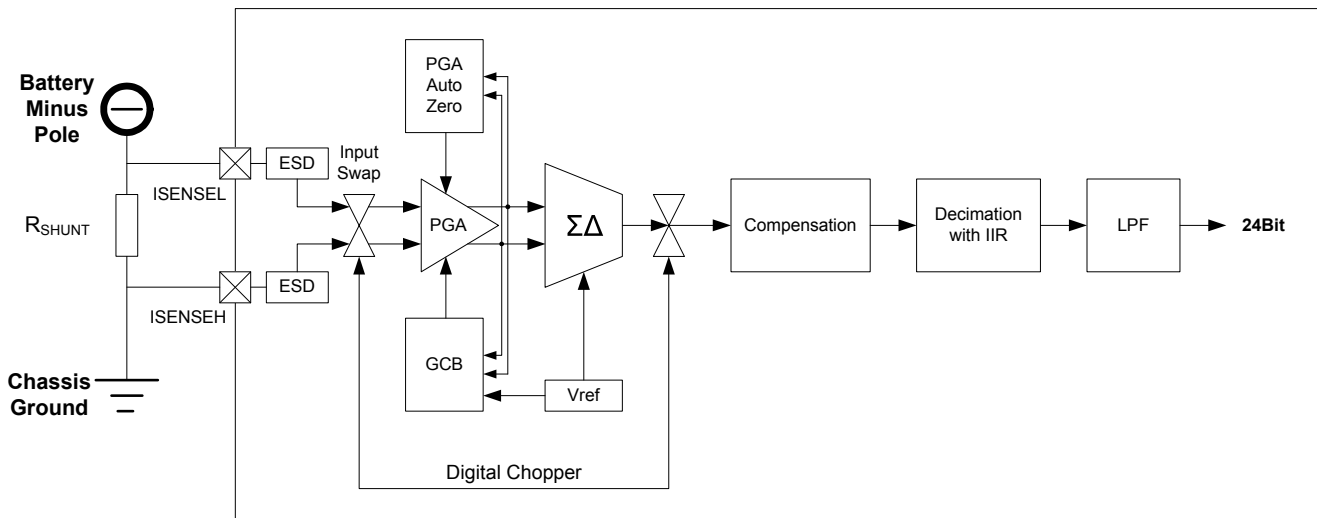 Battery
Minus
Pole
ISENSEL
RSHUNT
ISENSEH
Chassis
Ground
ESD
ESD
Input
Swap
PGA
Auto
Zero
PGA
GCB
ΣΔ
Vref
Digital Chopper
Compensation
Decimation
with IIR
LPF
24Bit